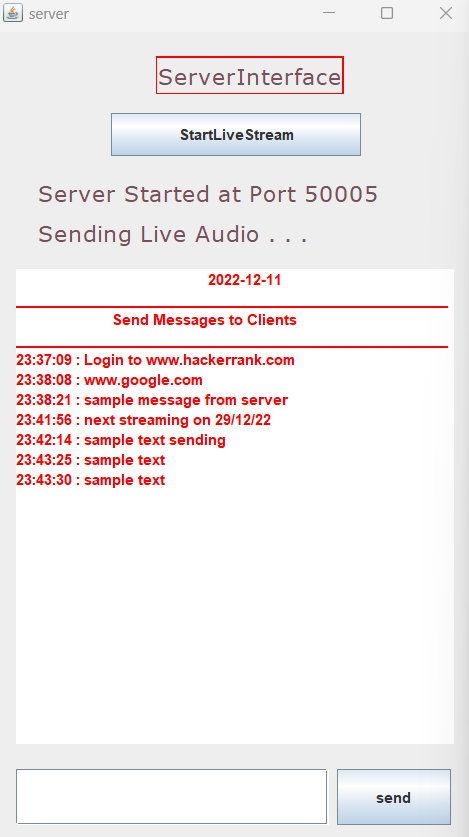 server
ServerInterface
StartLiveStream
Server Started at Port 50005
Sending Live Audio . . .
2022-12-11
Send Messages to Clients
23:37:09 : Login to www.hackerrank.com
23:38:08 : www.google.com
23:38:21 : sample message from server
23:41:56 : next streaming on 29/12/22
23:42:14 : sample text sending
23:43:25 : sample text
23:43:30 : sample text
send